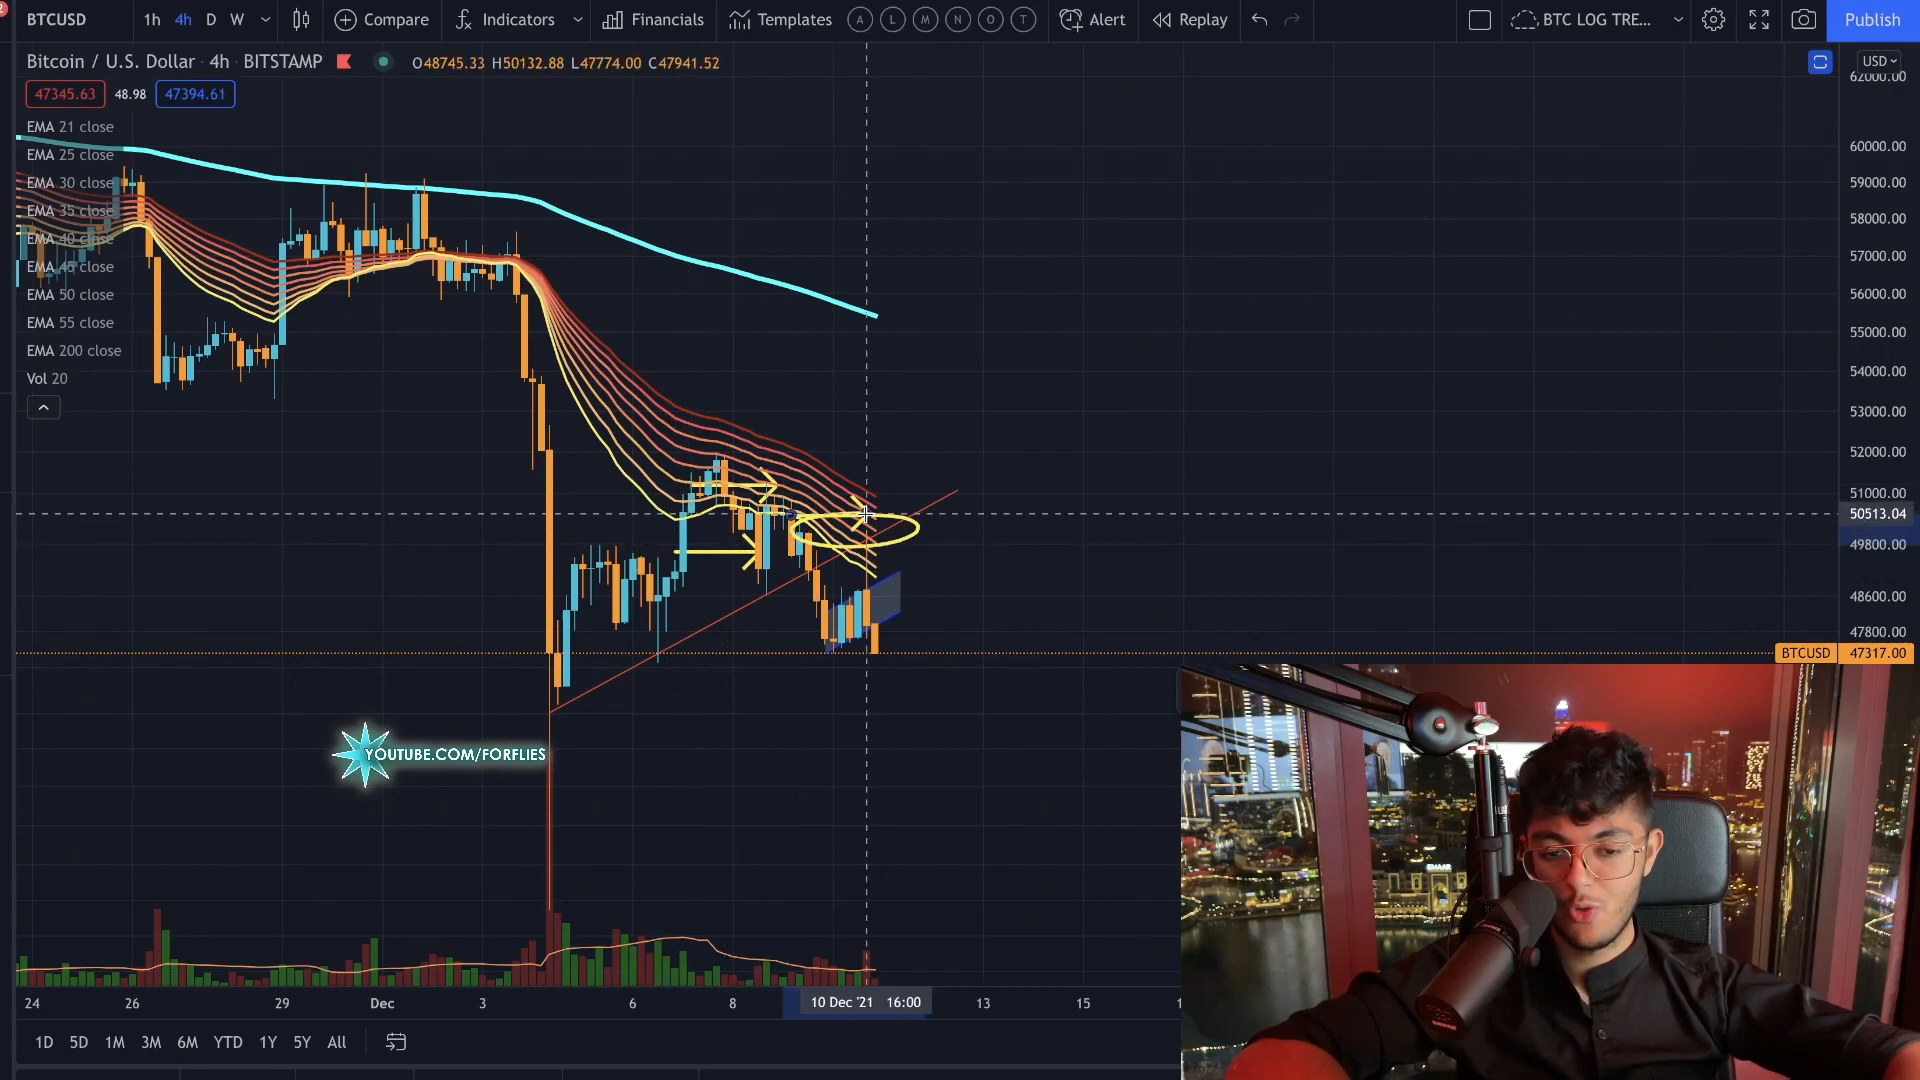 BTCUSD 1h 4h D W Compare Indicators Financials Templates A L M N O T Alert Replay BTC LOG TRE... Publish
Bitcoin / U.S. Dollar 4h BITSTAMP O48745.33 H50132.88 L47774.00 C47941.52
47345.63 48.98 47394.61
EMA 21 close
EMA 25 close
EMA 30 close
EMA 35 close
EMA 40 close
EMA 45 close
EMA 50 close
EMA 55 close
EMA 200 close
Vol 20
USD
62000.00
60000.00
59000.00
58000.00
57000.00
56000.00
55000.00
54000.00
53000.00
52000.00
51000.00
50513.04
49800.00
48600.00
47800.00
BTCUSD 47317.00
YOUTUBE.COM/FORFLIES
EMAAR
24 26 29 Dec 3 6 8 10 Dec '21 16:00 13 15
1D 5D 1M 3M 6M YTD 1Y 5Y All